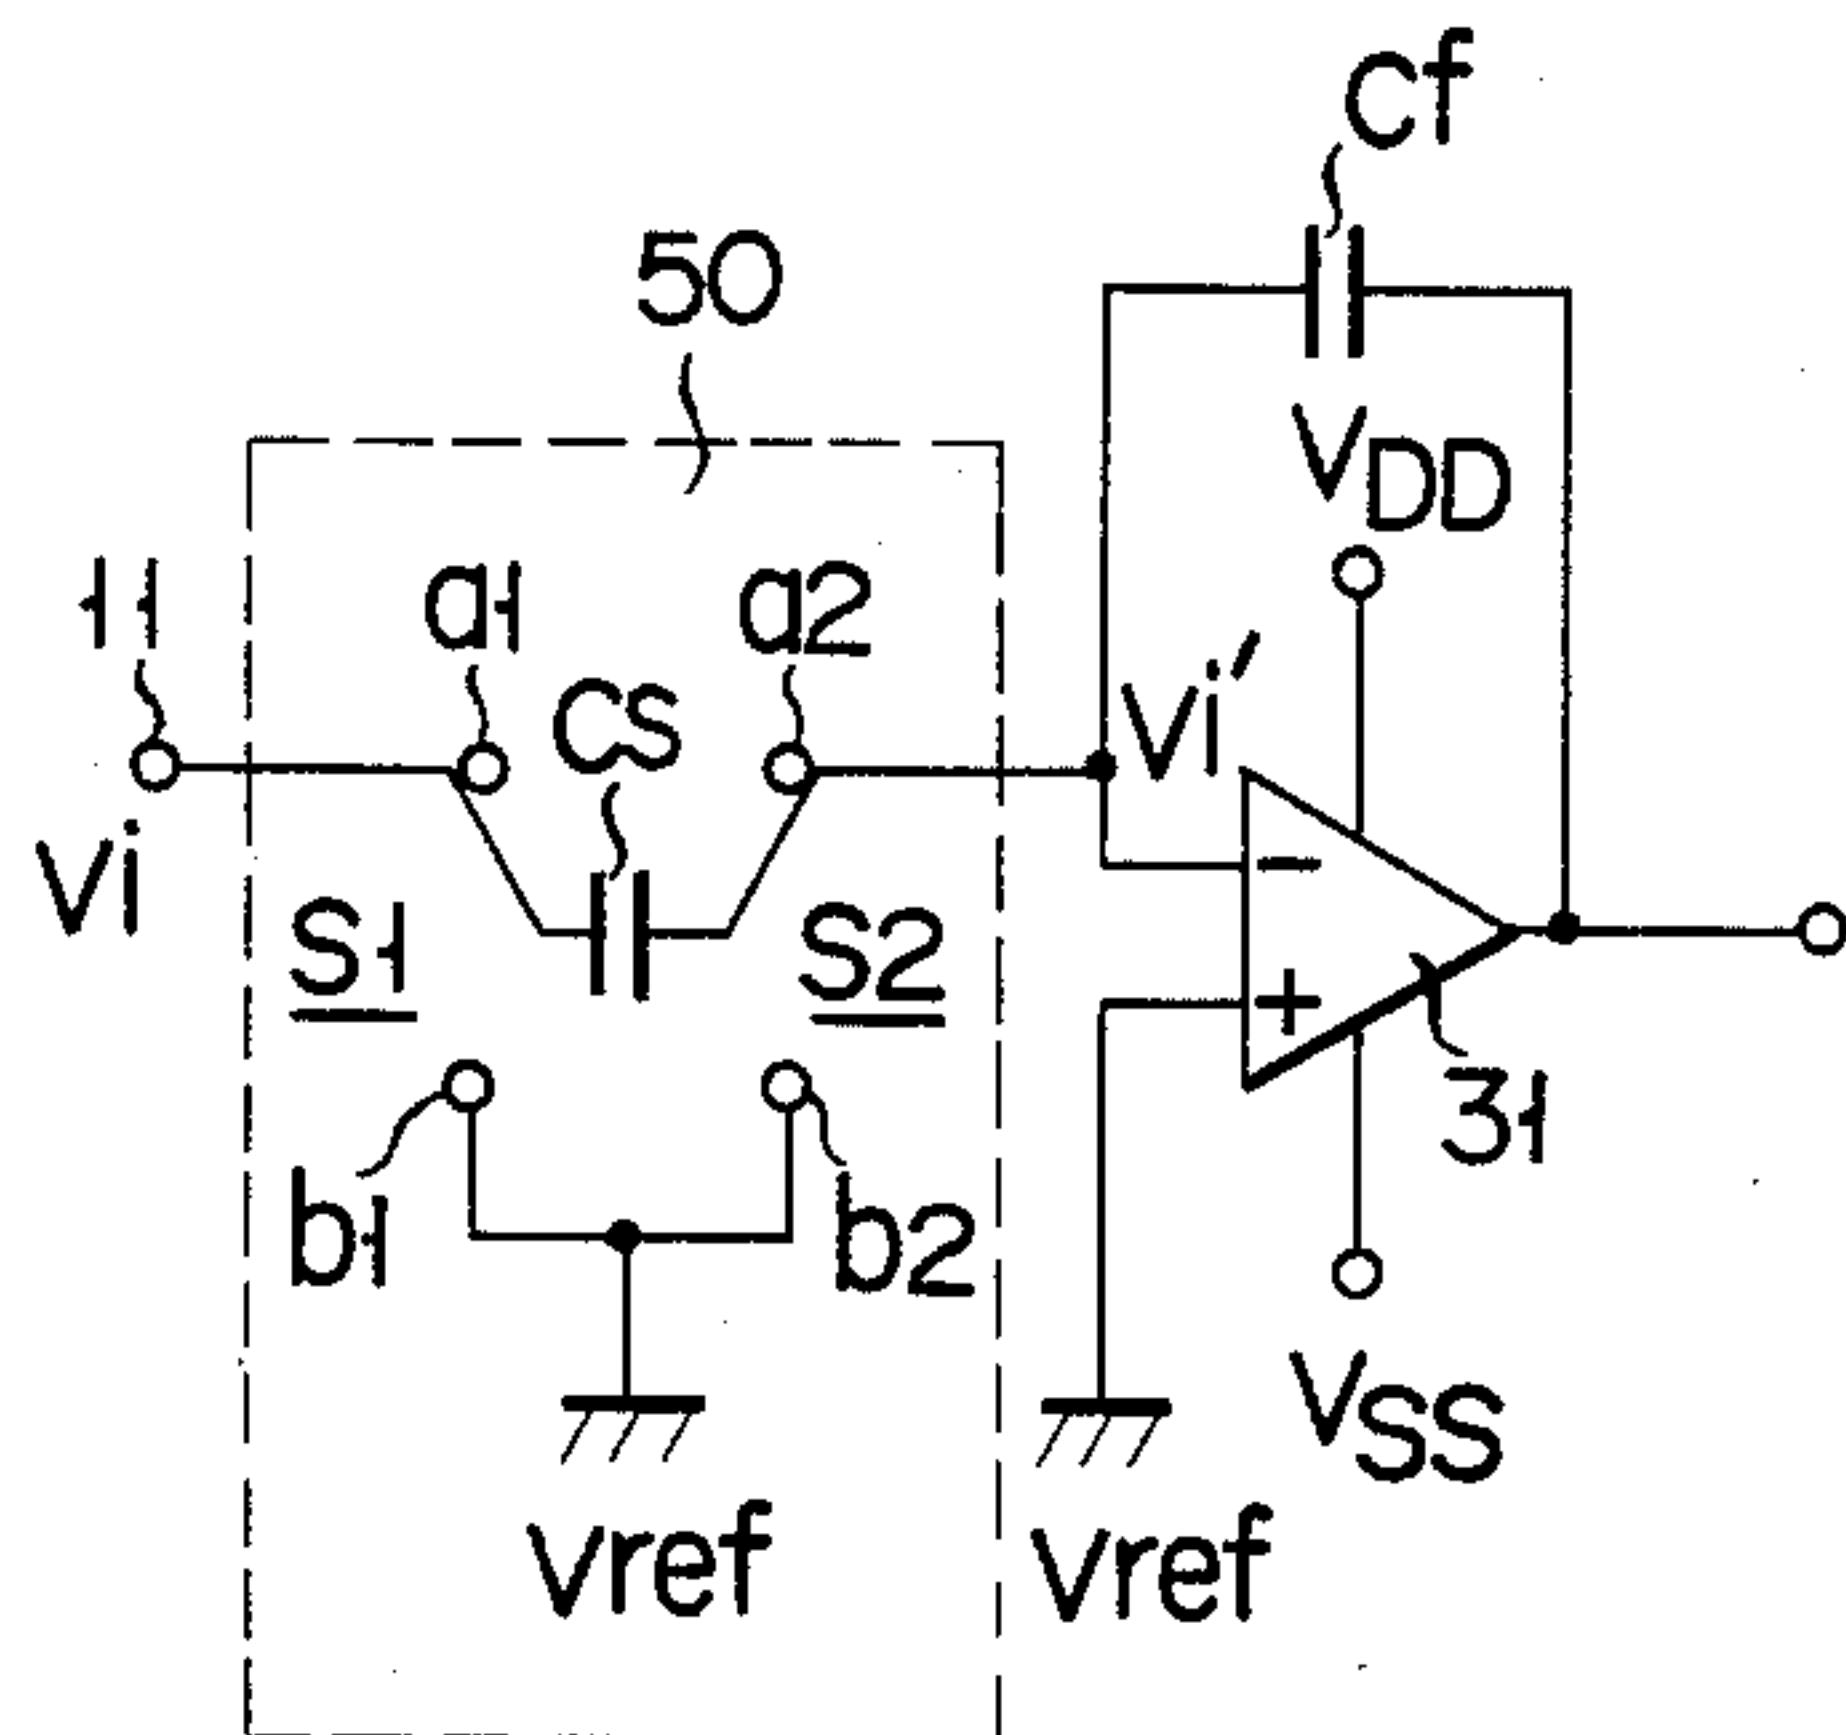 Cf
50
VDD
11
a1
a2
Cs
Vi
Vi′
S1
S2
−
+
31
b1
b2
VSS
Vref
Vref